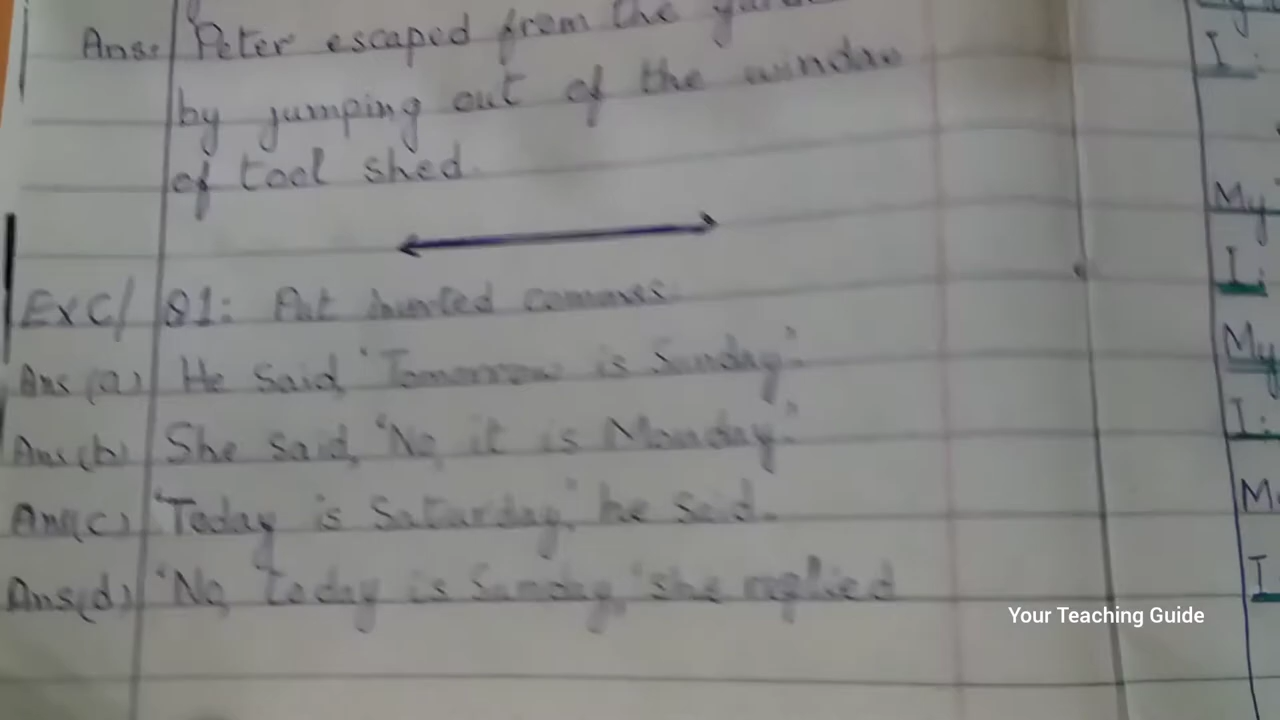 Ans: Peter escaped from the
by jumping out of the window
of tool shed.
Exc/ Q1: Put inverted commas.
Ans(a) He said, 'Tomorrow is Sunday'.
Ans(b) She said, 'No, it is Monday.'
Ans(c) 'Today is Saturday,' he said.
Ans(d) 'No, today is Sunday,' she replied
I:
My
I:
My
I:
I
Your Teaching Guide